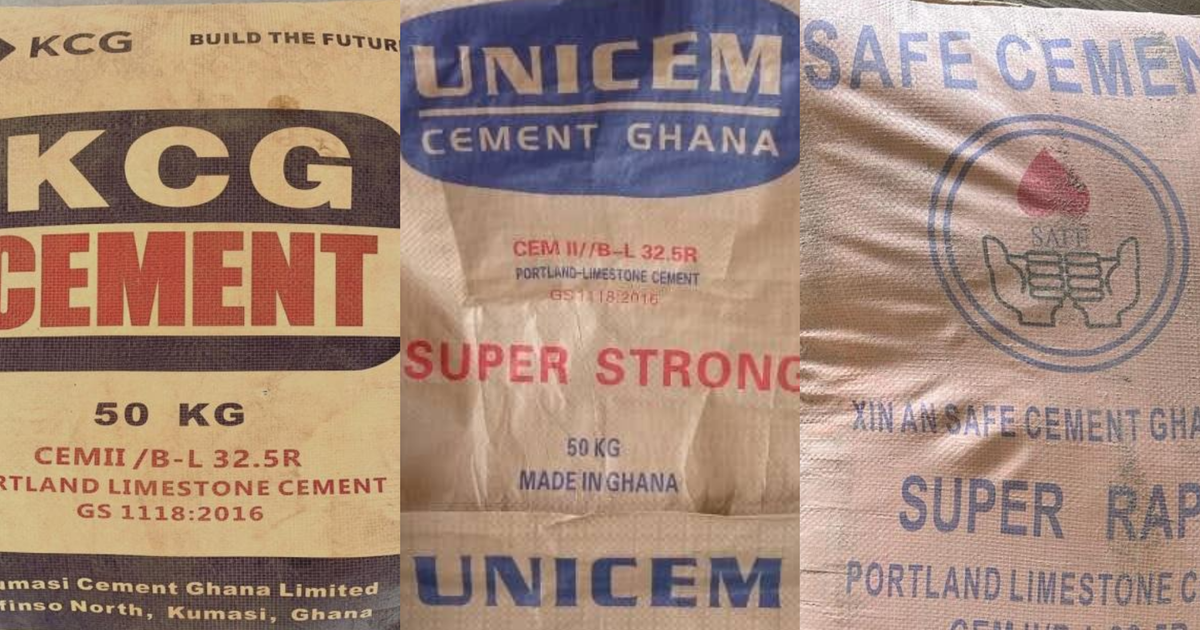 KCG
BUILD THE FUTUR
KCG
CEMENT
50 KG
CEMII /B-L 32.5R
RTLAND LIMESTONE CEMENT
GS 1118:2016
umasi Cement Ghana Limited
finso North, Kumasi, Ghana
UNICEM
CEMENT GHANA
CEM II//B-L 32.5R
PORTLAND-LIMESTONE CEMENT
GS 1118:2016
SUPER STRONG
50 KG
MADE IN GHANA
UNICEM
SAFE CEMEN
SAFE
XIN AN SAFE CEMENT GHA
SUPER RAP
PORTLAND LIMESTONE C